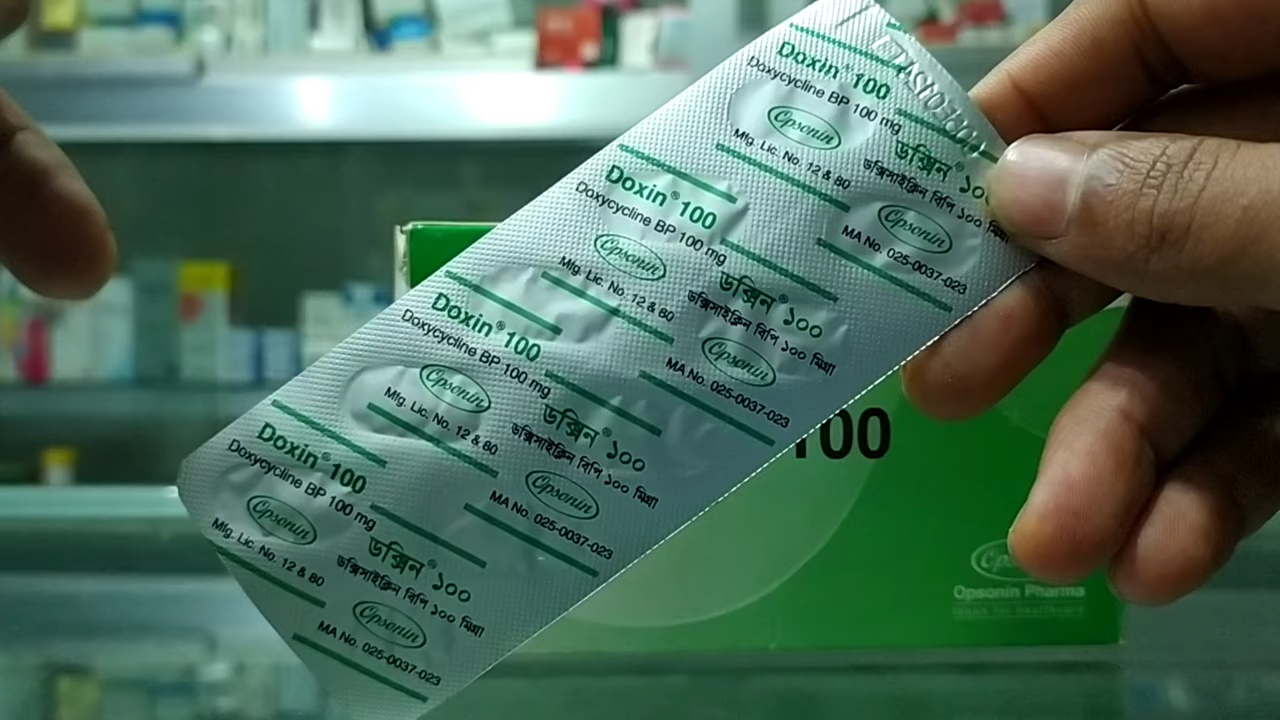 Doxin® 100
Doxycycline BP 100 mg
Opsonin
Mfg. Lic. No. 12 & 80
ডক্সিন® ১০০
ডক্সিসাইক্লিন বিপি ১০০ মিগ্রা
Opsonin
MA No. 025-0037-023
Doxin® 100
Doxycycline BP 100 mg
Opsonin
Mfg. Lic. No. 12 & 80
ডক্সিন® ১০০
ডক্সিসাইক্লিন বিপি ১০০ মিগ্রা
Opsonin
MA No. 025-0037-023
Doxin® 100
Doxycycline BP 100 mg
Opsonin
Mfg. Lic. No. 12 & 80
ডক্সিন® ১০০
ডক্সিসাইক্লিন বিপি ১০০ মিগ্রা
Opsonin
MA No. 025-0037-023
Doxin® 100
Doxycycline BP 100 mg
Opsonin
Mfg. Lic. No. 12 & 80
ডক্সিন® ১০০
ডক্সিসাইক্লিন বিপি ১০০ মিগ্রা
Opsonin
MA No. 025-0037-023
100
Opsonin Pharma